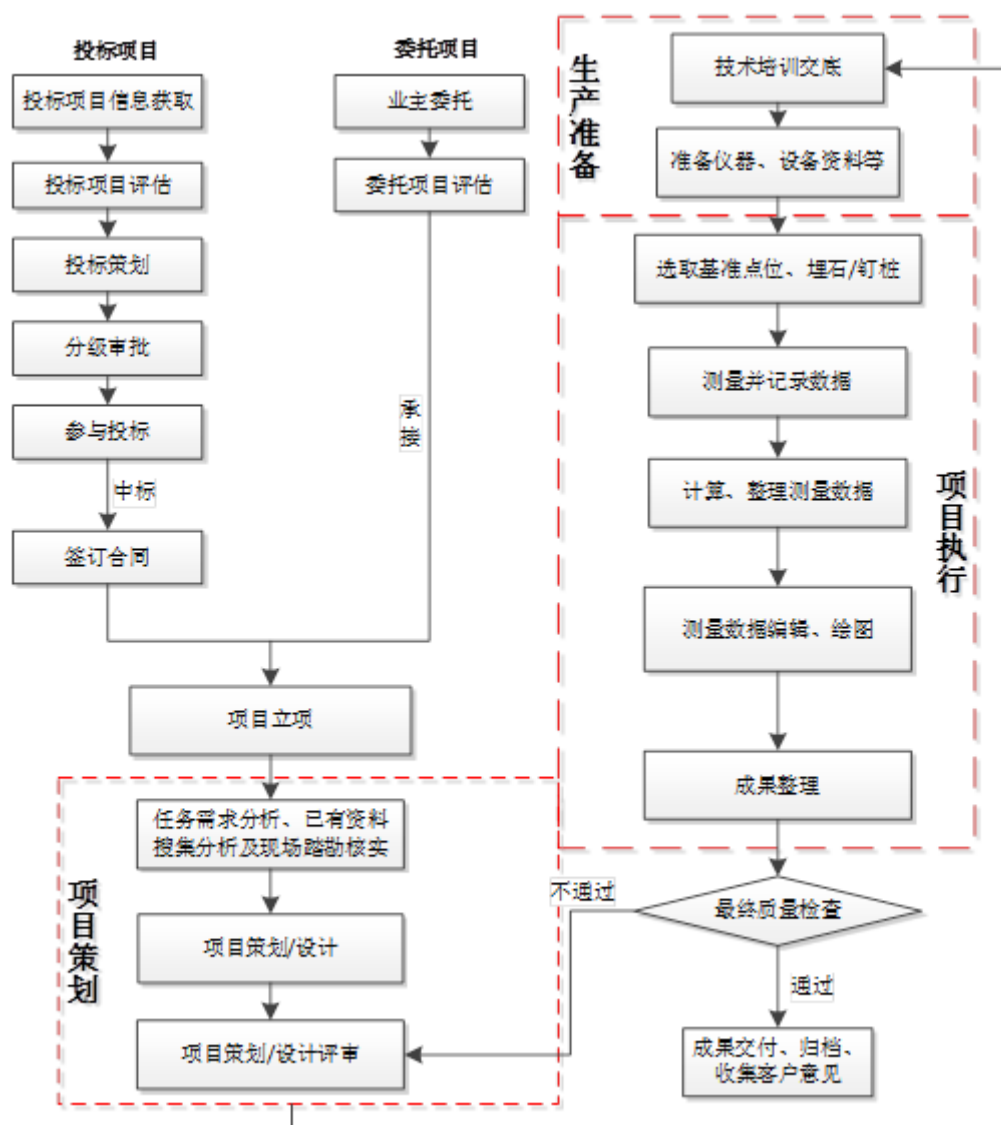 投标项目
投标项目信息获取
投标项目评估
投标策划
分级审批
参与投标
中标
签订合同
委托项目
业主委托
委托项目评估
承
接
项目立项
项目策划
任务需求分析、已有资料
搜集分析及现场踏勘核实
项目策划/设计
项目策划/设计评审
生产准备
技术培训交底
准备仪器、设备资料等
项目执行
选取基准点位、埋石/钉桩
测量并记录数据
计算、整理测量数据
测量数据编辑、绘图
成果整理
最终质量检查
不通过
通过
成果交付、归档、
收集客户意见